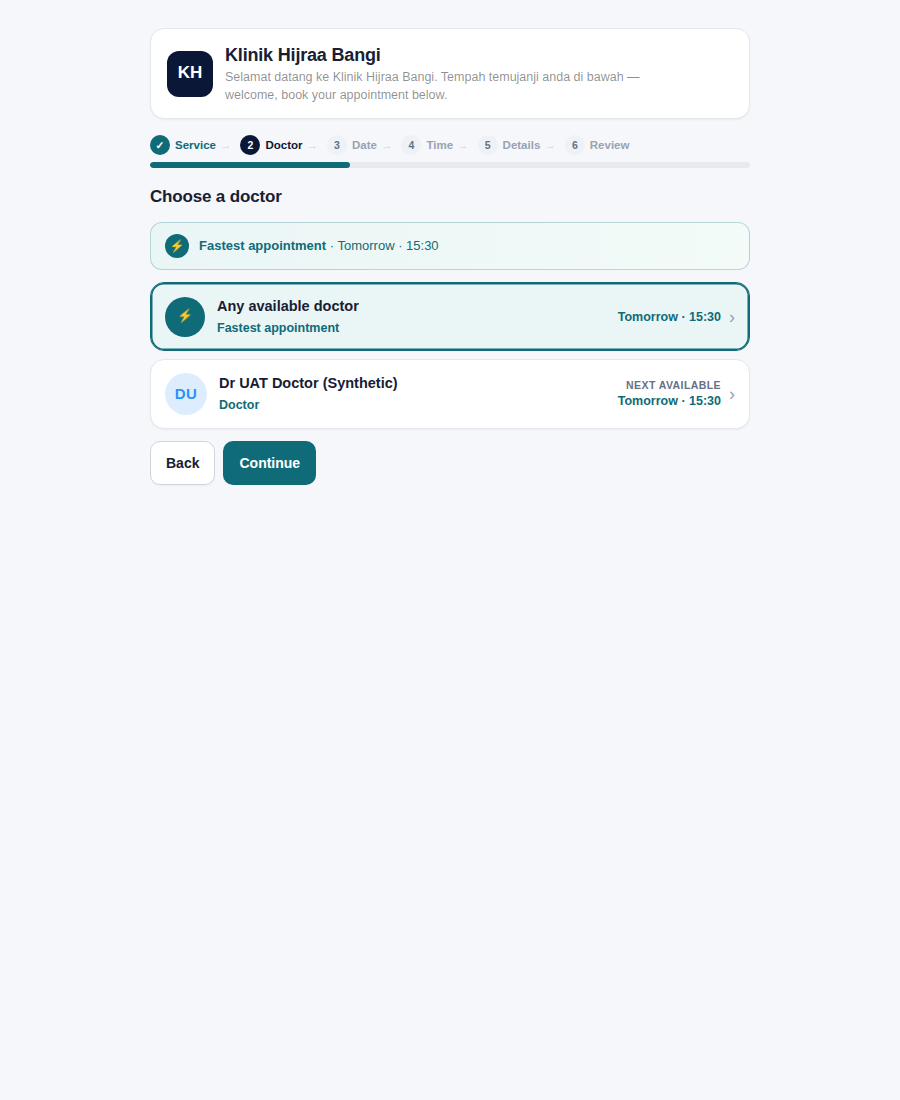 KH
Klinik Hijraa Bangi
Selamat datang ke Klinik Hijraa Bangi. Tempah temujanji anda di bawah —
welcome, book your appointment below.
✓ Service → 2 Doctor → 3 Date → 4 Time → 5 Details → 6 Review
Choose a doctor
⚡ Fastest appointment · Tomorrow · 15:30
⚡ Any available doctor
Fastest appointment
Tomorrow · 15:30 ›
DU
Dr UAT Doctor (Synthetic)
Doctor
NEXT AVAILABLE
Tomorrow · 15:30 ›
Back Continue